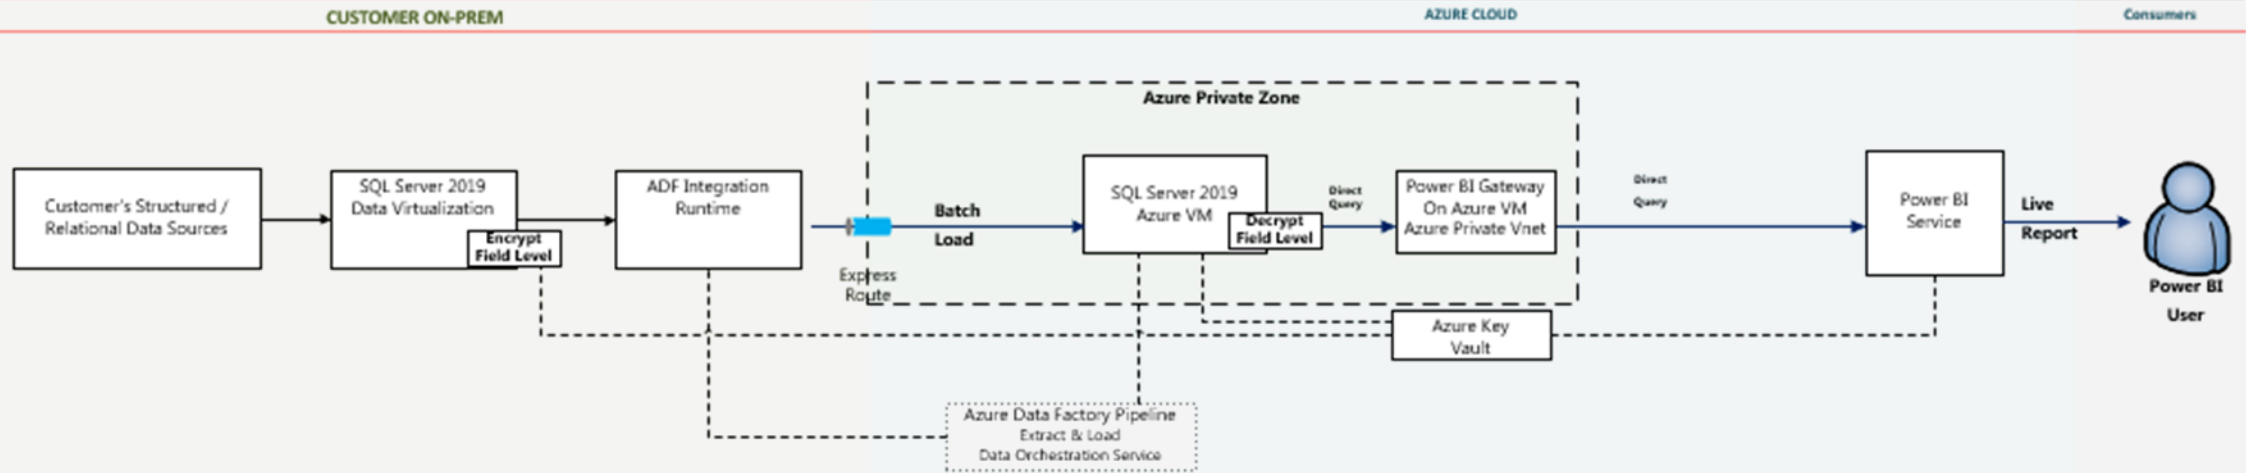 CUSTOMER ON-PREM
AZURE CLOUD
Consumers
Azure Private Zone
Customer's Structured /
Relational Data Sources
SQL Server 2019
Data Virtualization
Encrypt
Field Level
ADF Integration
Runtime
Express
Route
Batch
Load
SQL Server 2019
Azure VM
Decrypt
Field Level
Direct
Query
Power BI Gateway
On Azure VM
Azure Private Vnet
Direct
Query
Power BI
Service
Live
Report
Power BI
User
Azure Key
Vault
Azure Data Factory Pipeline
Extract & Load
Data Orchestration Service